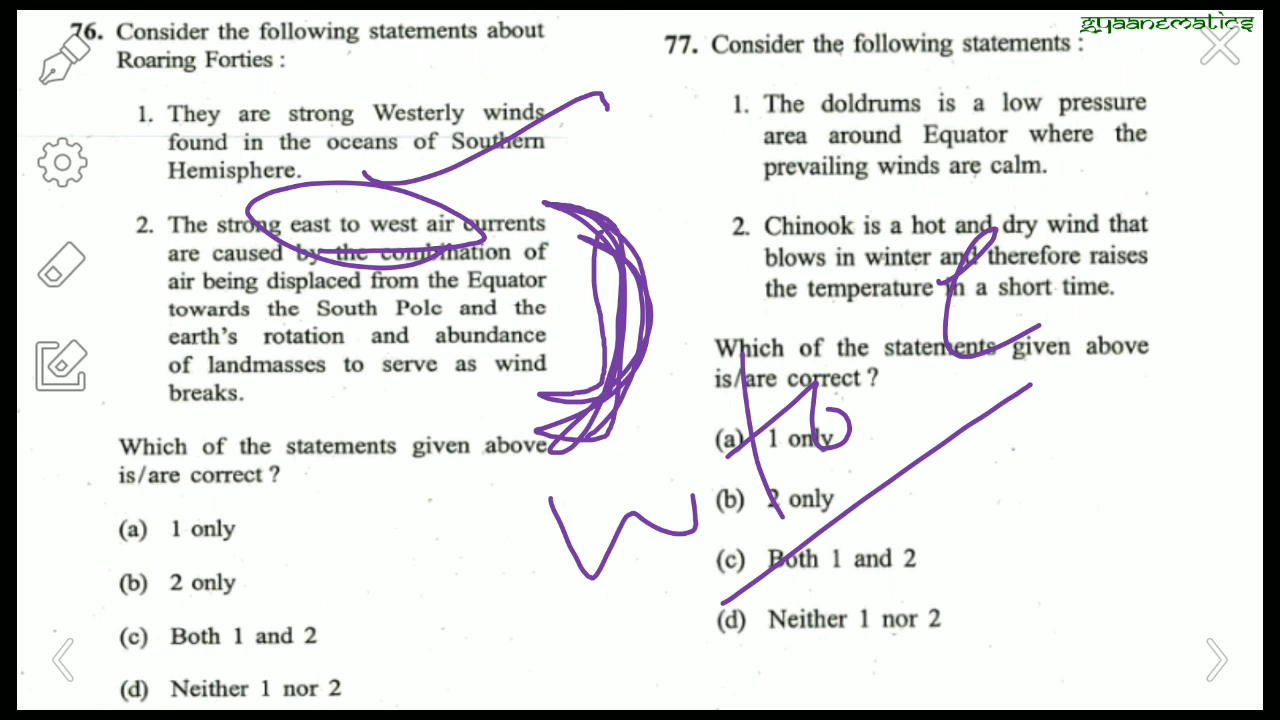 gyaanematics
76. Consider the following statements about
Roaring Forties :
1. They are strong Westerly winds
found in the oceans of Southern
Hemisphere.
2. The strong east to west air currents
are caused by the combination of
air being displaced from the Equator
towards the South Pole and the
earth's rotation and abundance
of landmasses to serve as wind
breaks.
Which of the statements given above
is/are correct ?
(a) 1 only
(b) 2 only
(c) Both 1 and 2
(d) Neither 1 nor 2
77. Consider the following statements :
1. The doldrums is a low pressure
area around Equator where the
prevailing winds are calm.
2. Chinook is a hot and dry wind that
blows in winter and therefore raises
the temperature in a short time.
Which of the statements given above
is/are correct ?
(a) 1 only
(b) 2 only
(c) Both 1 and 2
(d) Neither 1 nor 2